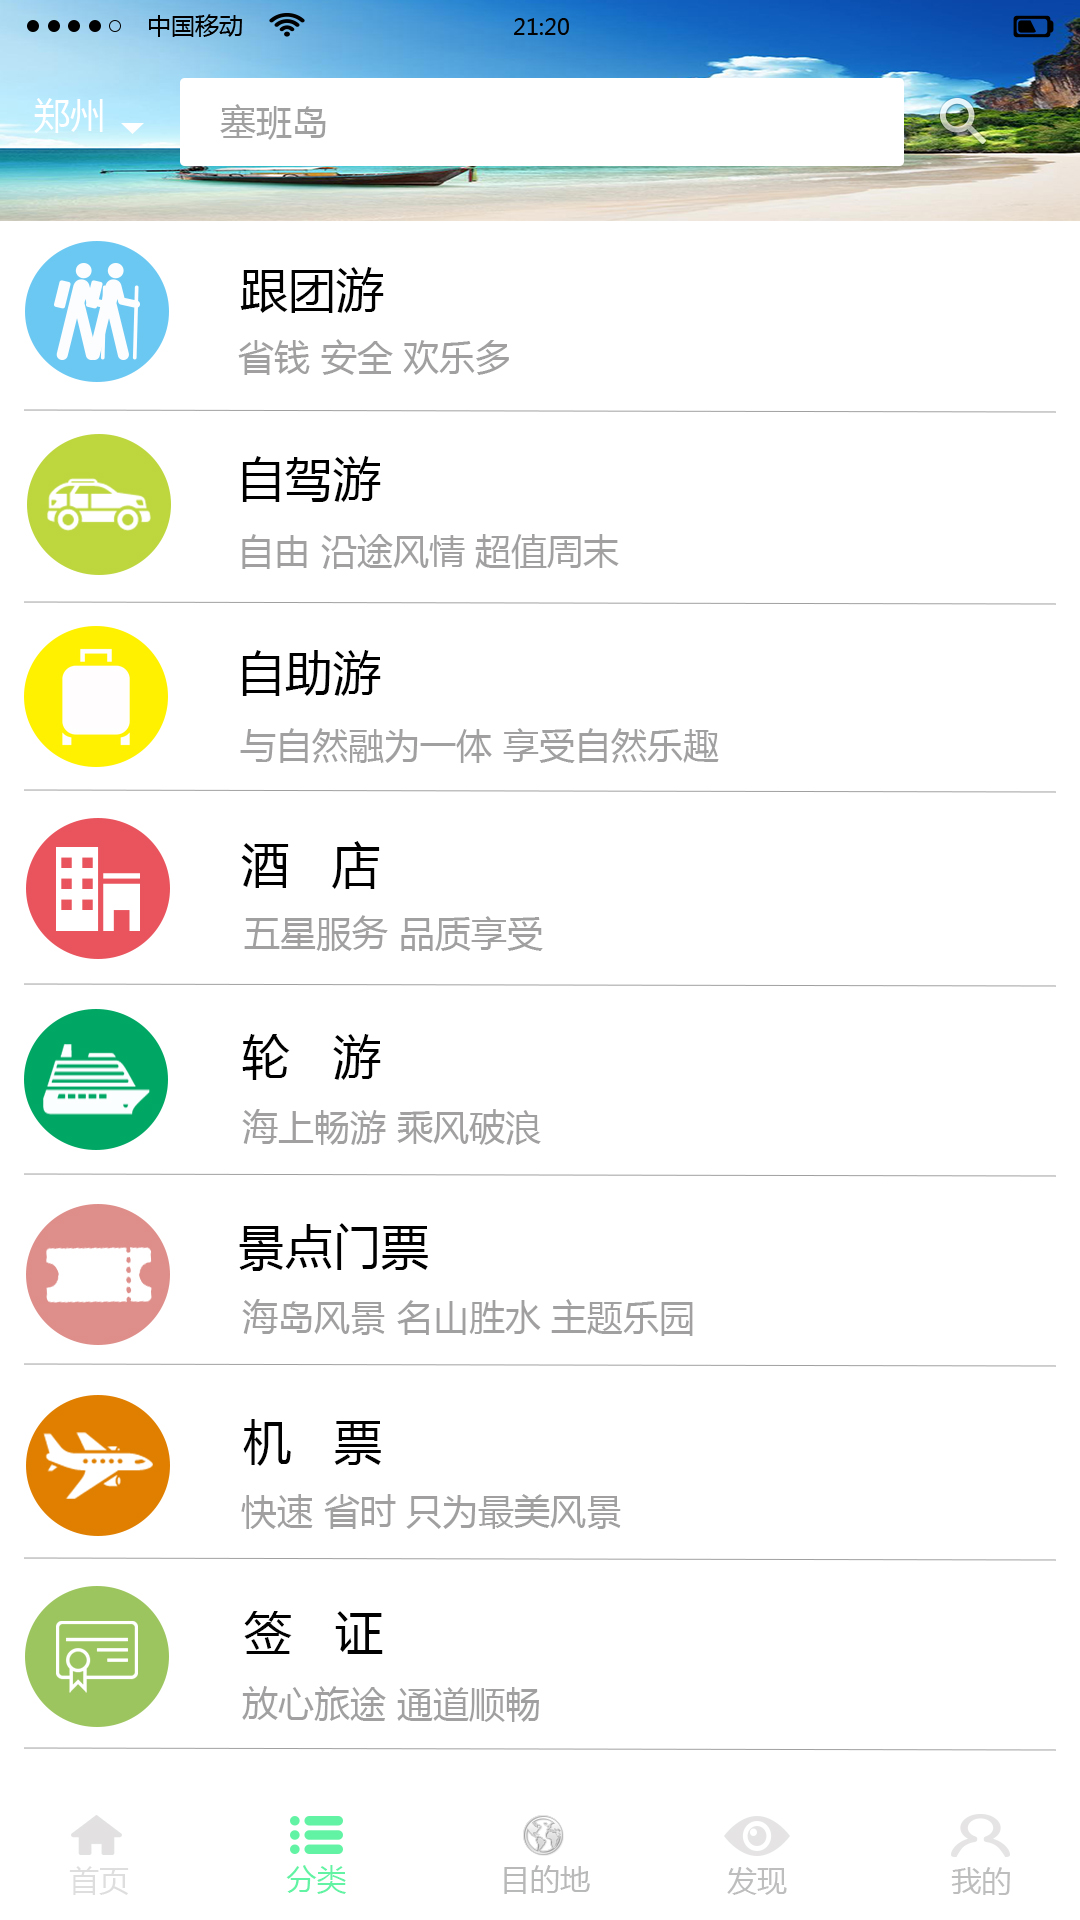 中国移动 21:20
郑州 塞班岛
跟团游
省钱 安全 欢乐多
自驾游
自由 沿途风情 超值周末
自助游
与自然融为一体 享受自然乐趣
酒 店
五星服务 品质享受
轮 游
海上畅游 乘风破浪
景点门票
海岛风景 名山胜水 主题乐园
机 票
快速 省时 只为最美风景
签 证
放心旅途 通道顺畅
首页 分类 目的地 发现 我的